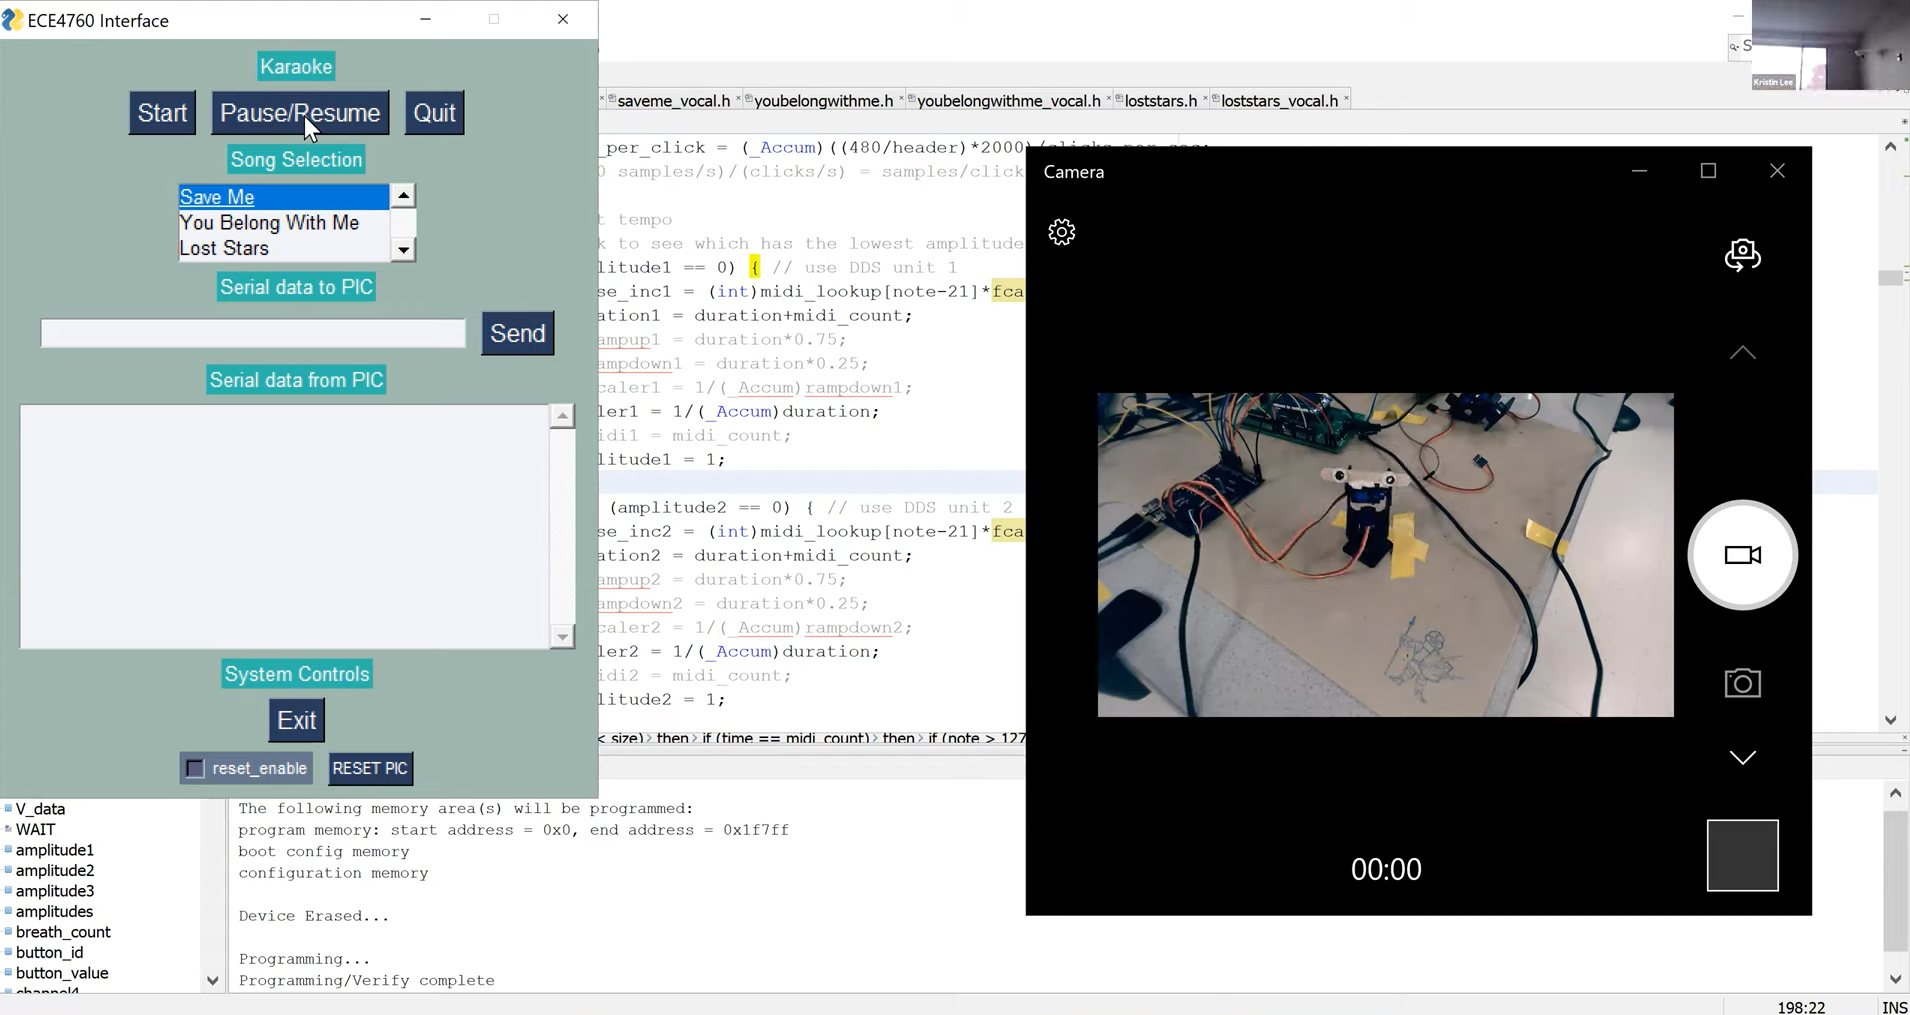 ECE4760 Interface
Karaoke
Start
Pause/Resume
Quit
Song Selection
Save Me
You Belong With Me
Lost Stars
Serial data to PIC
Send
Serial data from PIC
System Controls
Exit
reset_enable
RESET PIC
saveme_vocal.h
youbelongwithme.h
youbelongwithme_vocal.h
loststars.h
loststars_vocal.h
_per_click = (_Accum)((480/header)*2000)/clicks_per_sec;
0 samples/s)/(clicks/s) = samples/click
t tempo
k to see which has the lowest amplitude
litude1 == 0) { // use DDS unit 1
se_inc1 = (int)midi_lookup[note-21]*fca
ation1 = duration+midi_count;
ampup1 = duration*0.75;
ampdown1 = duration*0.25;
caler1 = 1/(_Accum)rampdown1;
ler1 = 1/(_Accum)duration;
idi1 = midi_count;
litude1 = 1;
(amplitude2 == 0) { // use DDS unit 2
se_inc2 = (int)midi_lookup[note-21]*fca
ation2 = duration+midi_count;
ampup2 = duration*0.75;
ampdown2 = duration*0.25;
caler2 = 1/(_Accum)rampdown2;
ler2 = 1/(_Accum)duration;
idi2 = midi_count;
litude2 = 1;
< size) > then > if (time == midi_count) > then > if (note > 127
Kristin Lee
Camera
00:00
V_data
WAIT
amplitude1
amplitude2
amplitude3
amplitudes
breath_count
button_id
button_value
channel4
The following memory area(s) will be programmed:
program memory: start address = 0x0, end address = 0x1f7ff
boot config memory
configuration memory
Device Erased...
Programming...
Programming/Verify complete
198:22
INS